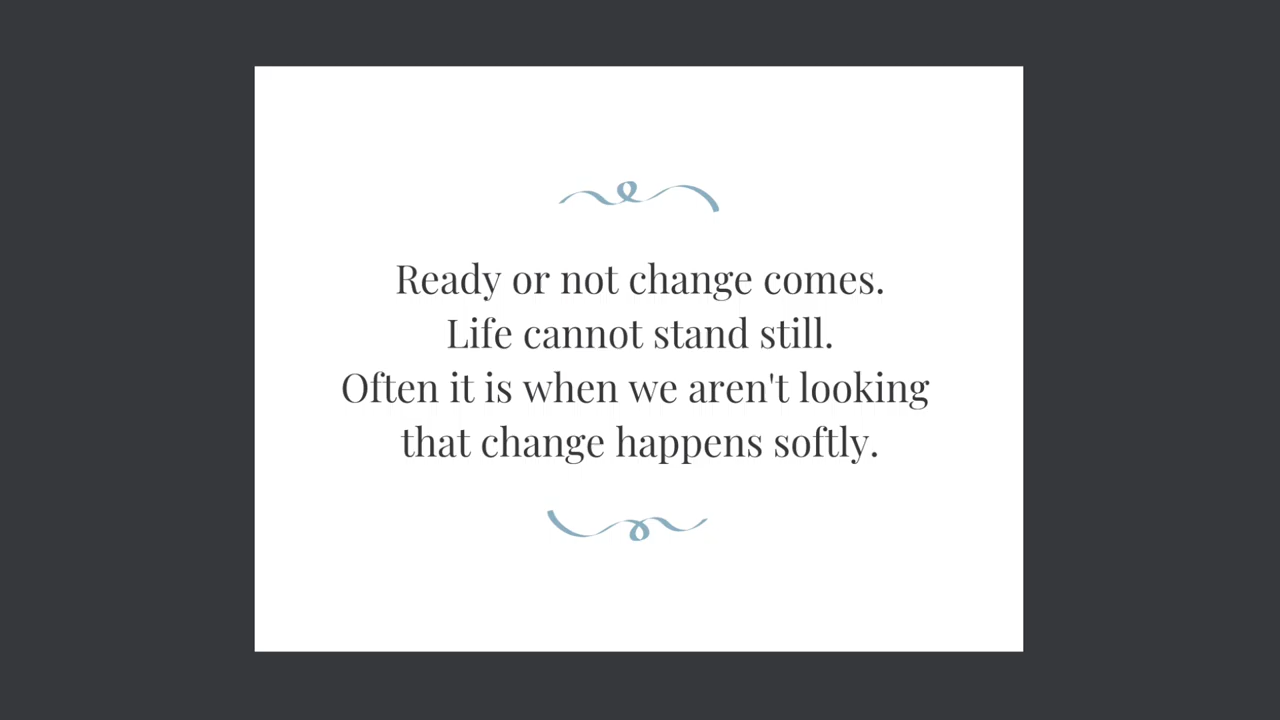 Ready or not change comes.
Life cannot stand still.
Often it is when we aren't looking
that change happens softly.